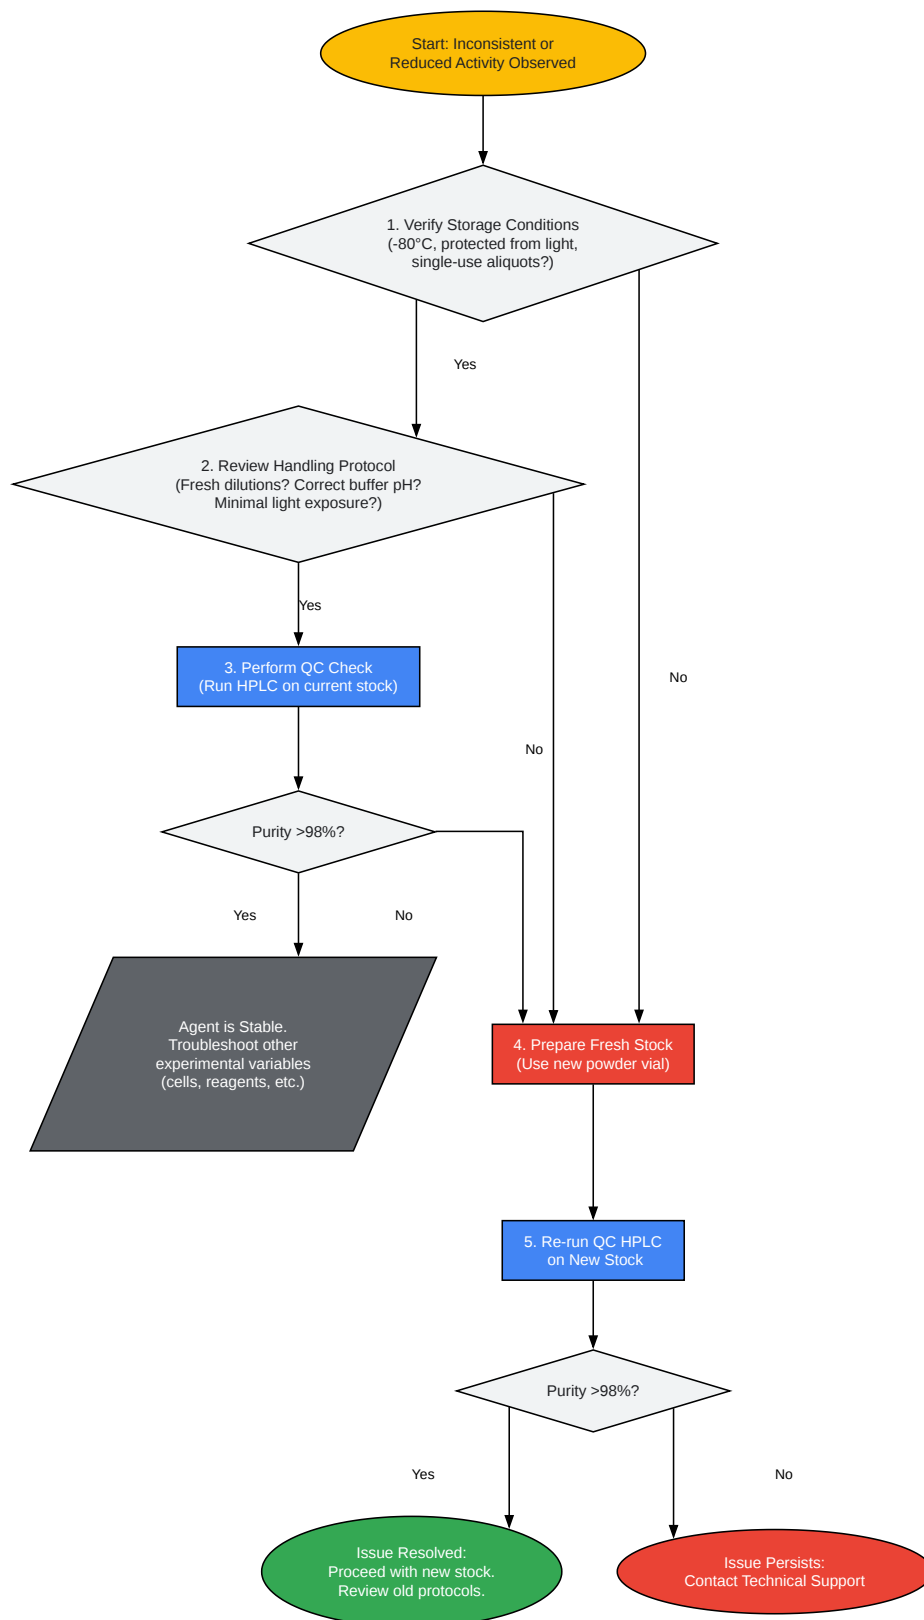 Start: Inconsistent or
Reduced Activity Observed
1. Verify Storage Conditions
(-80°C, protected from light,
single-use aliquots?)
Yes
2. Review Handling Protocol
(Fresh dilutions? Correct buffer pH?
Minimal light exposure?)
Yes
3. Perform QC Check
(Run HPLC on current stock)
No
No
Purity >98%?
Yes
No
Agent is Stable.
Troubleshoot other
experimental variables
(cells, reagents, etc.)
4. Prepare Fresh Stock
(Use new powder vial)
5. Re-run QC HPLC
on New Stock
Purity >98%?
Yes
No
Issue Resolved:
Proceed with new stock.
Review old protocols.
Issue Persists:
Contact Technical Support